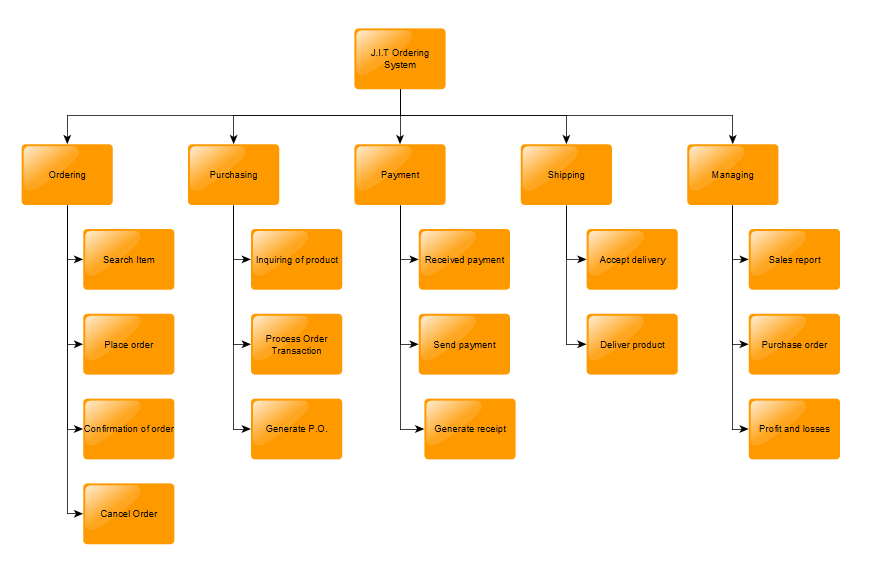 J.I.T Ordering
System
Ordering
Purchasing
Payment
Shipping
Managing
Search Item
Inquiring of product
Received payment
Accept delivery
Sales report
Place order
Process Order
Transaction
Send payment
Deliver product
Purchase order
Confirmation of order
Generate P.O.
Generate receipt
Profit and losses
Cancel Order